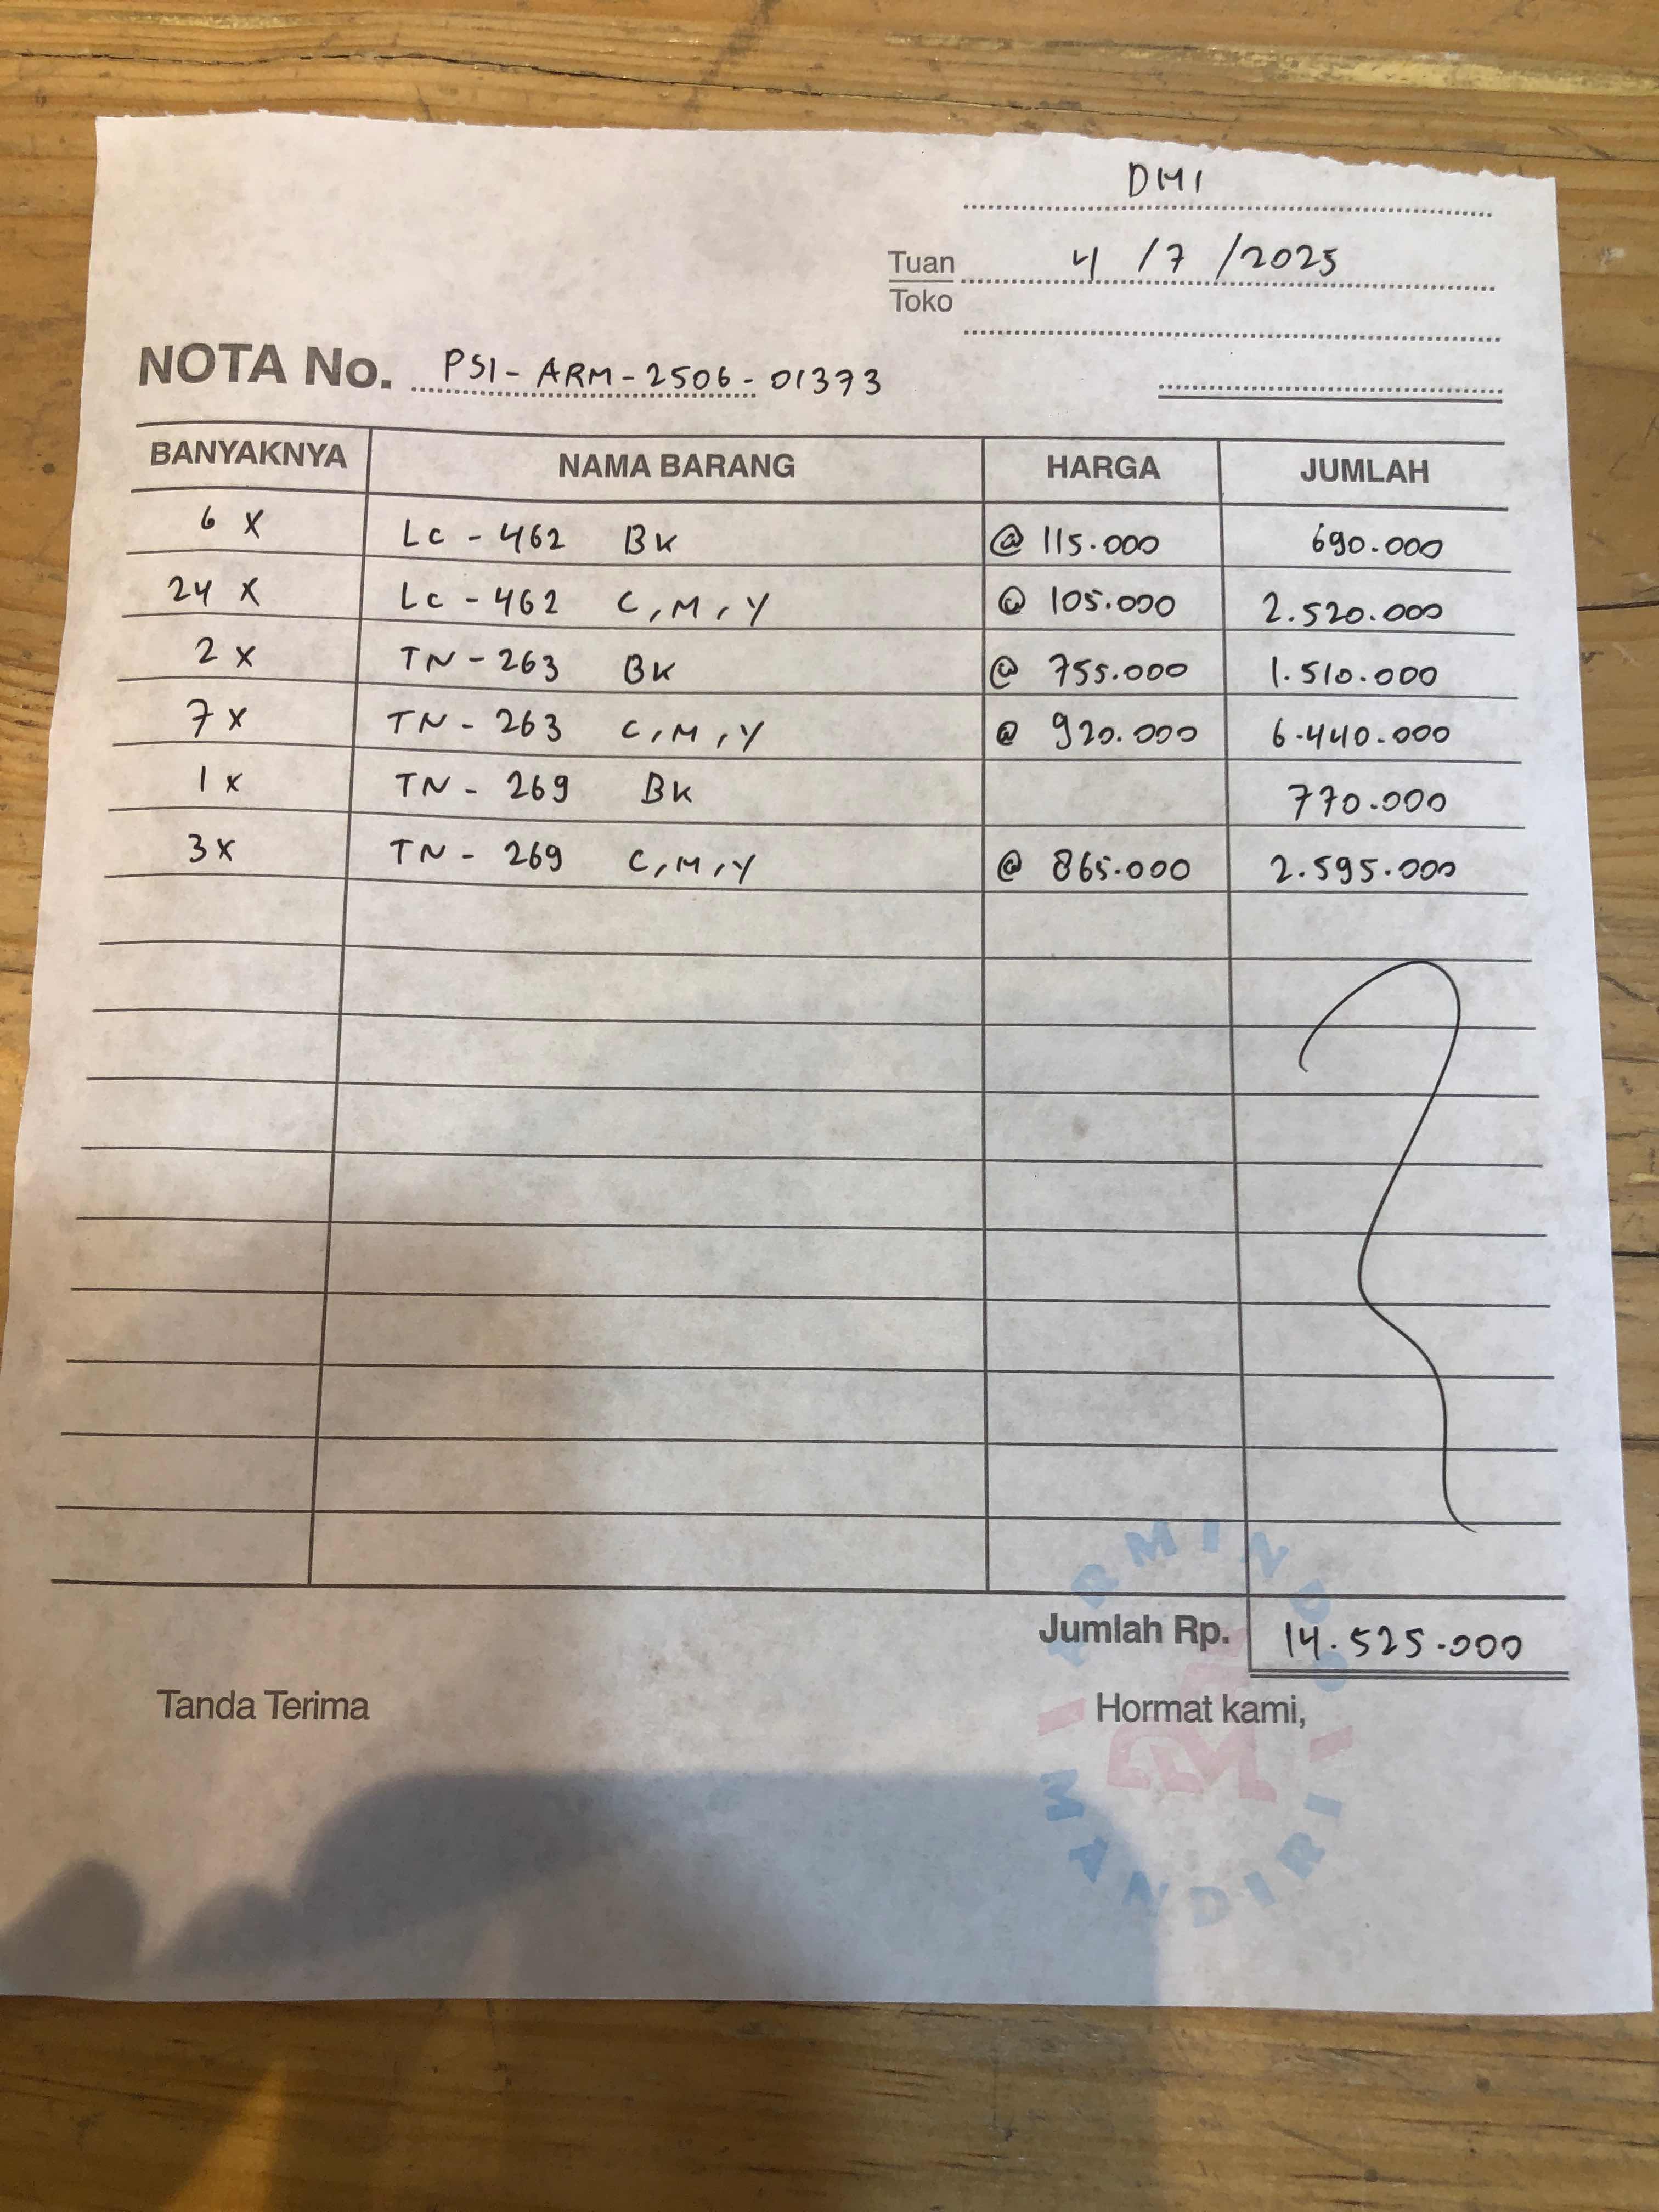 DMI
Tuan 4 / 7 / 2025
Toko
NOTA No. PSI - ARM - 2506 - 01373
BANYAKNYA NAMA BARANG HARGA JUMLAH
6 x LC - 462 BK @ 115.000 690.000
24 x LC - 462 C, M, Y @ 105.000 2.520.000
2 x TN - 263 BK @ 755.000 1.510.000
7 x TN - 263 C, M, Y @ 920.000 6.440.000
1 x TN - 269 BK 770.000
3 x TN - 269 C, M, Y @ 865.000 2.595.000
Jumlah Rp. 14.525.000
Tanda Terima Hormat kami,
ARMINDO
MANDIRI